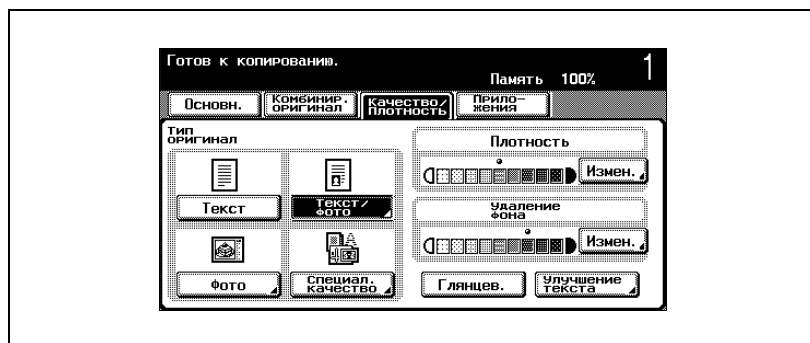 Готов к копированию.
Память 100% 1
Основн.
Комбинир.
оригинал
Качество/
плотность
Прило-
жения
Тип
оригинал
Текст
Текст/
Фото
Фото
Специал.
качество
Плотность
Измен.
Удаление
фона
Измен.
Глянцев.
Улучшение
текста